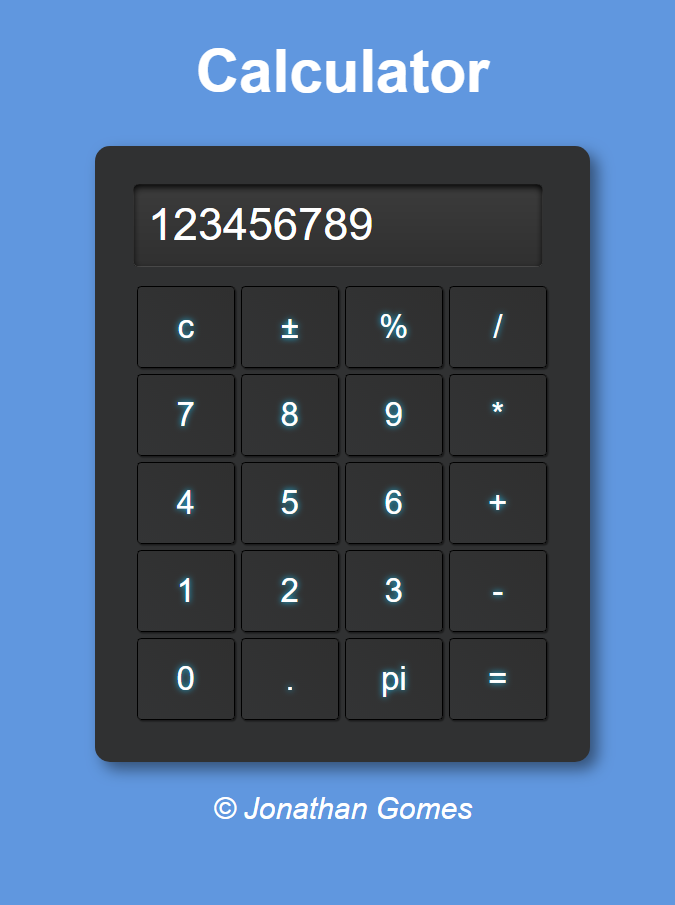 Calculator
123456789
c ± % /
7 8 9 *
4 5 6 +
1 2 3 -
0 . pi =
© Jonathan Gomes